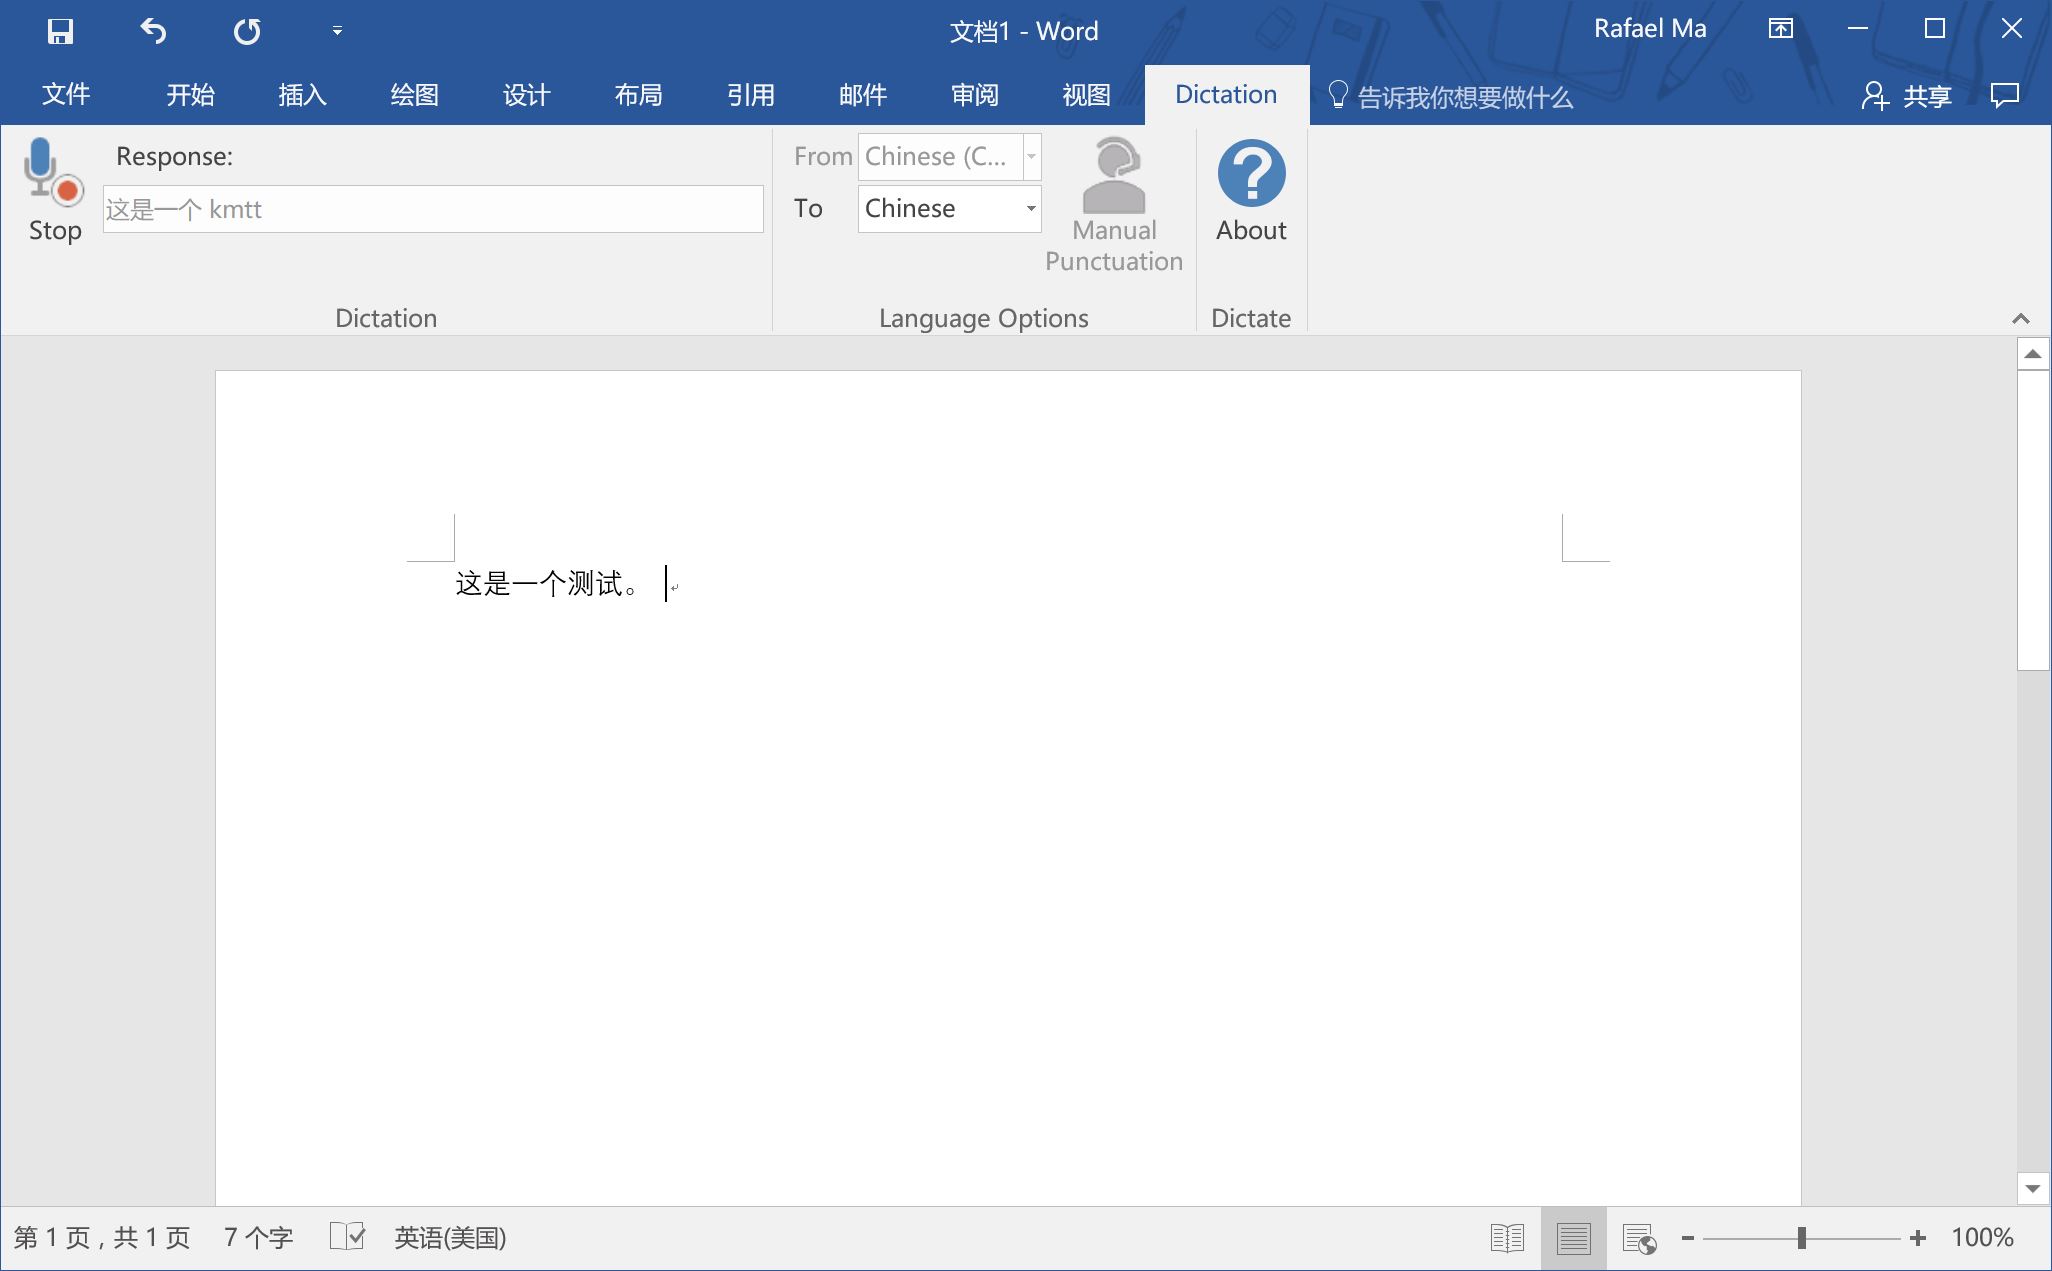 文档1 - Word
Rafael Ma
文件 开始 插入 绘图 设计 布局 引用 邮件 审阅 视图 Dictation 告诉我你想要做什么 共享
Response:
这是一个 kmtt
Stop
Dictation
From Chinese (C...
To Chinese
Manual
Punctuation
Language Options
About
Dictate
这是一个测试。
第 1 页，共 1 页 7 个字 英语(美国) 100%